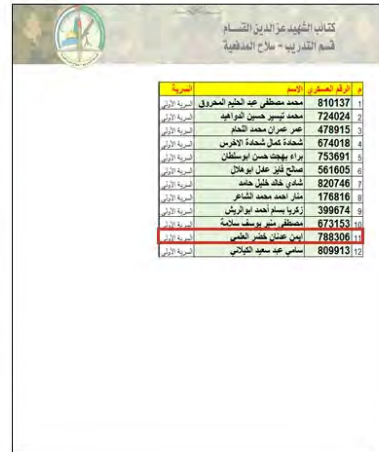 كتائب الشهيد عز الدين القسام
قسم التدريب - سلاح المدفعية
م الرقم العسكري الاسم السرية
1 810137 محمد مصطفى عبد الحليم المحروق السرية الأولى
2 724024 محمد تيسير حسين الدواهيد السرية الأولى
3 478915 عمر عمران محمد اللحام السرية الأولى
4 674018 شحادة كمال شحادة الاخرس السرية الأولى
5 753691 براء بهجت حسن ابوسلطان السرية الأولى
6 561605 صالح فايز عقل ابوهلال السرية الأولى
7 820746 شادي خالد خليل حامد السرية الأولى
8 176816 منار احمد محمد الشاعر السرية الأولى
9 399674 زكريا بسام أحمد ابوالريش السرية الأولى
10 673153 مصطفى منير يوسف سلامة السرية الأولى
11 788306 ايمن عدنان خضر العلمي السرية الأولى
12 809913 سامي عبد سعيد الكيلاني السرية الأولى